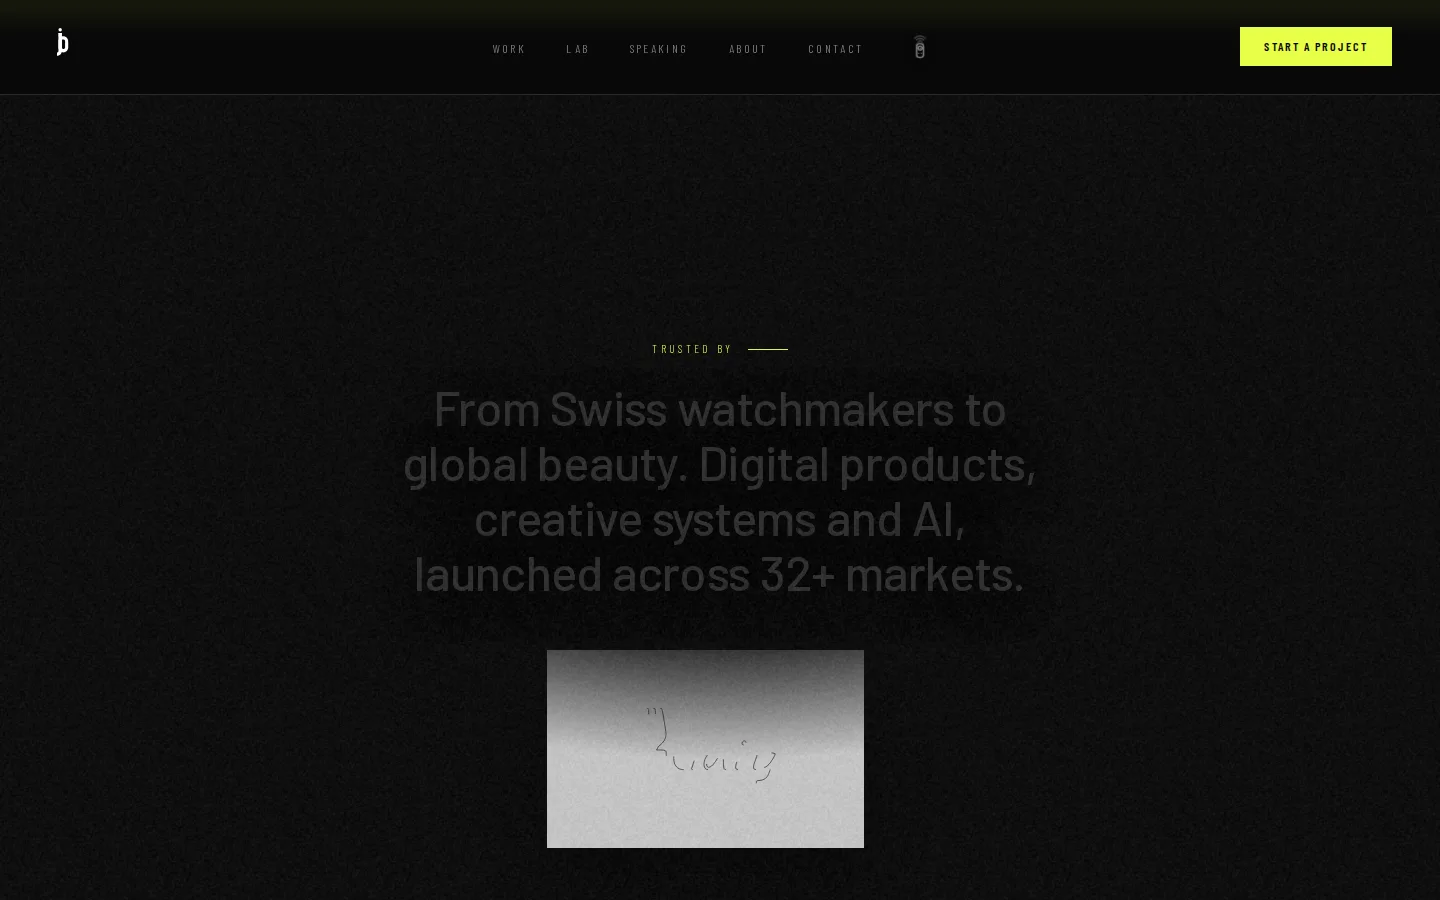 WORK LAB SPEAKING ABOUT CONTACT START A PROJECT
TRUSTED BY
From Swiss watchmakers to
global beauty. Digital products,
creative systems and AI,
launched across 32+ markets.